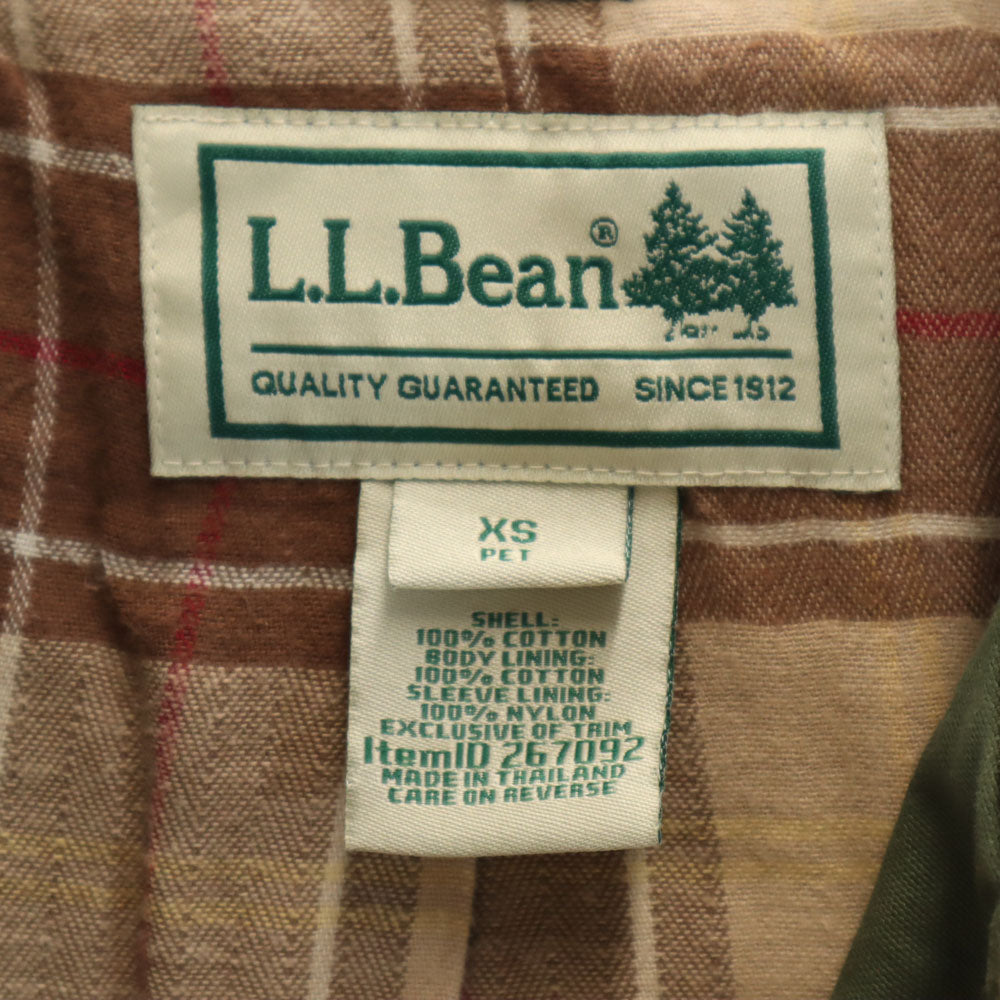 L.L.Bean®
QUALITY GUARANTEED SINCE 1912
XS
PET
SHELL:
100% COTTON
BODY LINING:
100% COTTON
SLEEVE LINING:
100% NYLON
EXCLUSIVE OF TRIM
ItemID 267092
MADE IN THAILAND
CARE ON REVERSE